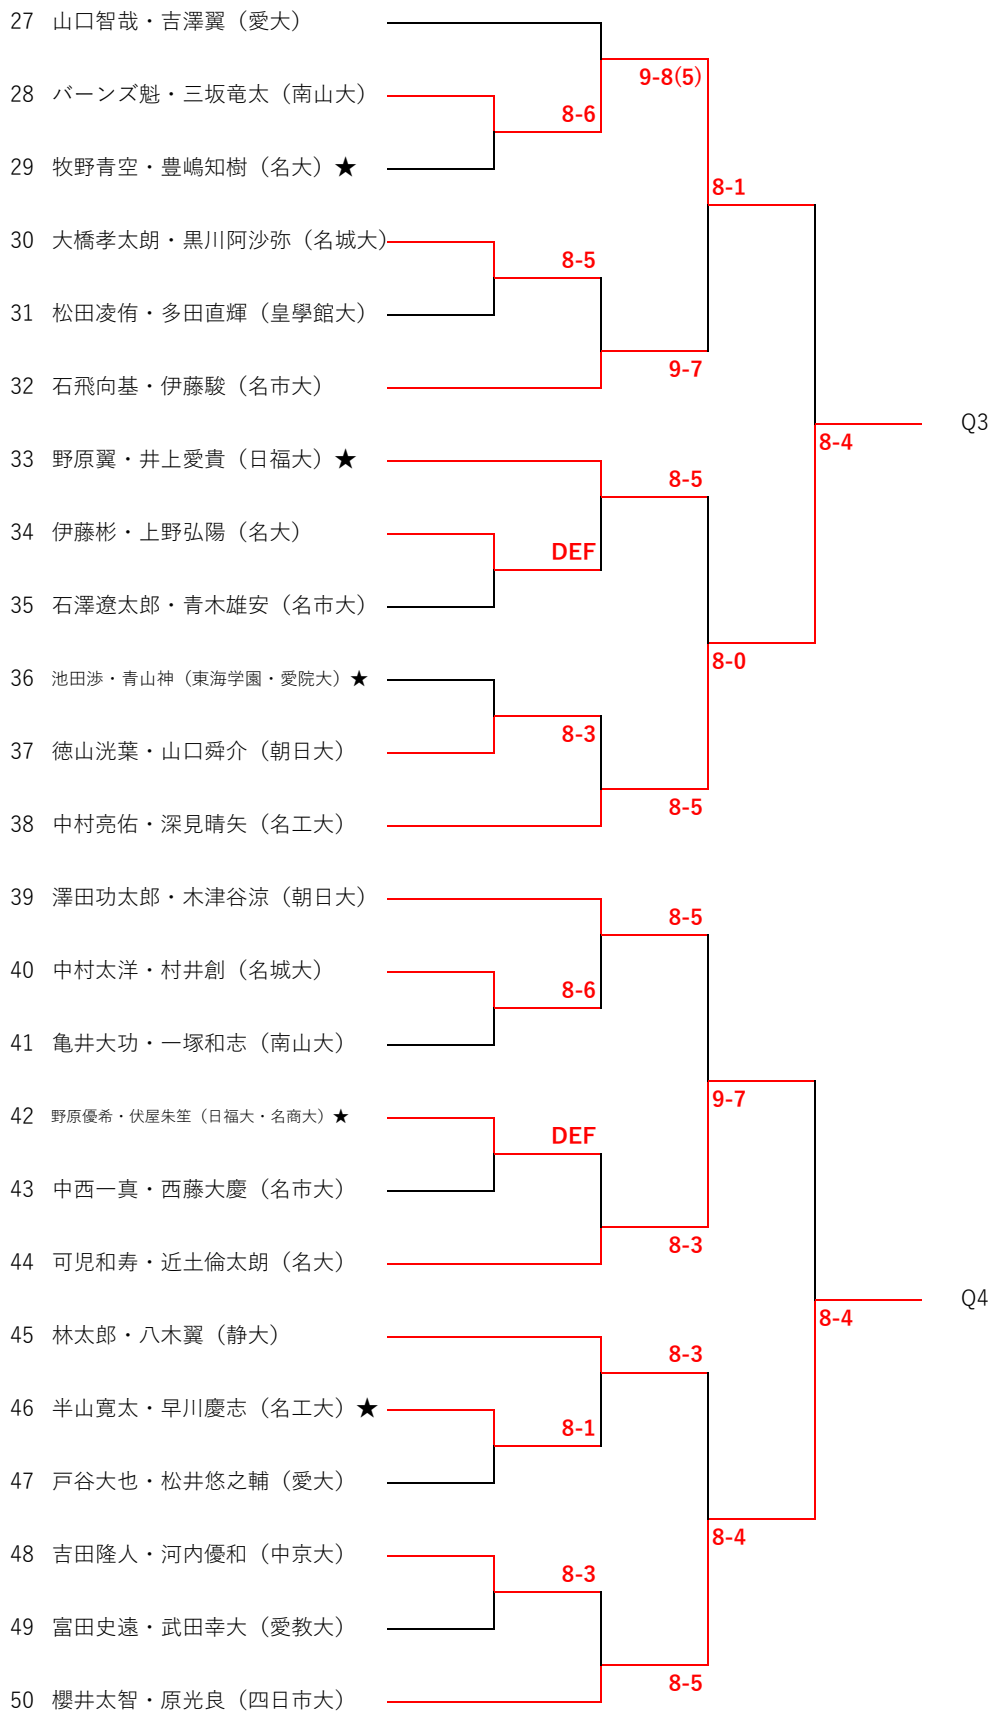 27 山口智哉・吉澤翼（愛大）
9-8(5)
28 バーンズ魁・三坂竜太（南山大）
8-6
29 牧野青空・豊嶋知樹（名大）★
8-1
30 大橋孝太朗・黒川阿沙弥（名城大）
8-5
31 松田凌侑・多田直輝（皇學館大）
9-7
32 石飛向基・伊藤駿（名市大）
Q3
8-4
33 野原翼・井上愛貴（日福大）★
8-5
34 伊藤彬・上野弘陽（名大）
DEF
35 石澤遼太郎・青木雄安（名市大）
8-0
36 池田渉・青山神（東海学園・愛院大）★
8-3
37 徳山洸葉・山口舜介（朝日大）
8-5
38 中村亮佑・深見晴矢（名工大）
39 澤田功太郎・木津谷涼（朝日大）
8-5
40 中村太洋・村井創（名城大）
8-6
41 亀井大功・一塚和志（南山大）
9-7
42 野原優希・伏屋朱笙（日福大・名商大）★
DEF
43 中西一真・西藤大慶（名市大）
8-3
44 可児和寿・近土倫太朗（名大）
Q4
8-4
45 林太郎・八木翼（静大）
8-3
46 半山寛太・早川慶志（名工大）★
8-1
47 戸谷大也・松井悠之輔（愛大）
8-4
48 吉田隆人・河内優和（中京大）
8-3
49 富田史遠・武田幸大（愛教大）
8-5
50 櫻井太智・原光良（四日市大）